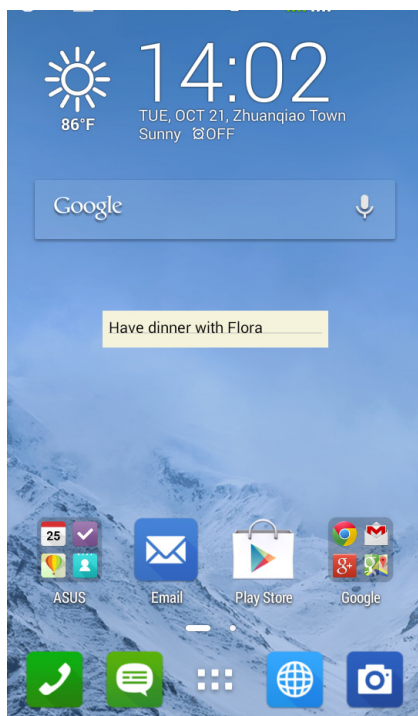 14:02
86°F
TUE, OCT 21, Zhuanqiao Town
Sunny OFF
Google
Have dinner with Flora
25
8+
ASUS
Email
Play Store
Google